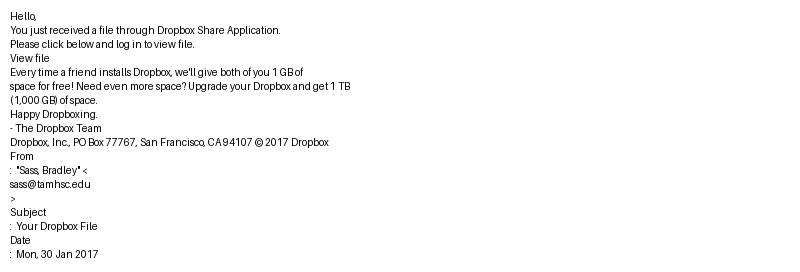 Hello,
You just received a file through Dropbox Share Application.
Please click below and log in to view file.
View file
Every time a friend installs Dropbox, we'll give both of you 1 GB of
space for free! Need even more space? Upgrade your Dropbox and get 1 TB
(1,000 GB) of space.
Happy Dropboxing.
- The Dropbox Team
Dropbox, Inc., PO Box 77767, San Francisco, CA 94107 © 2017 Dropbox
From
: "Sass, Bradley" <
sass@tamhsc.edu
>
Subject
: Your Dropbox File
Date
: Mon, 30 Jan 2017